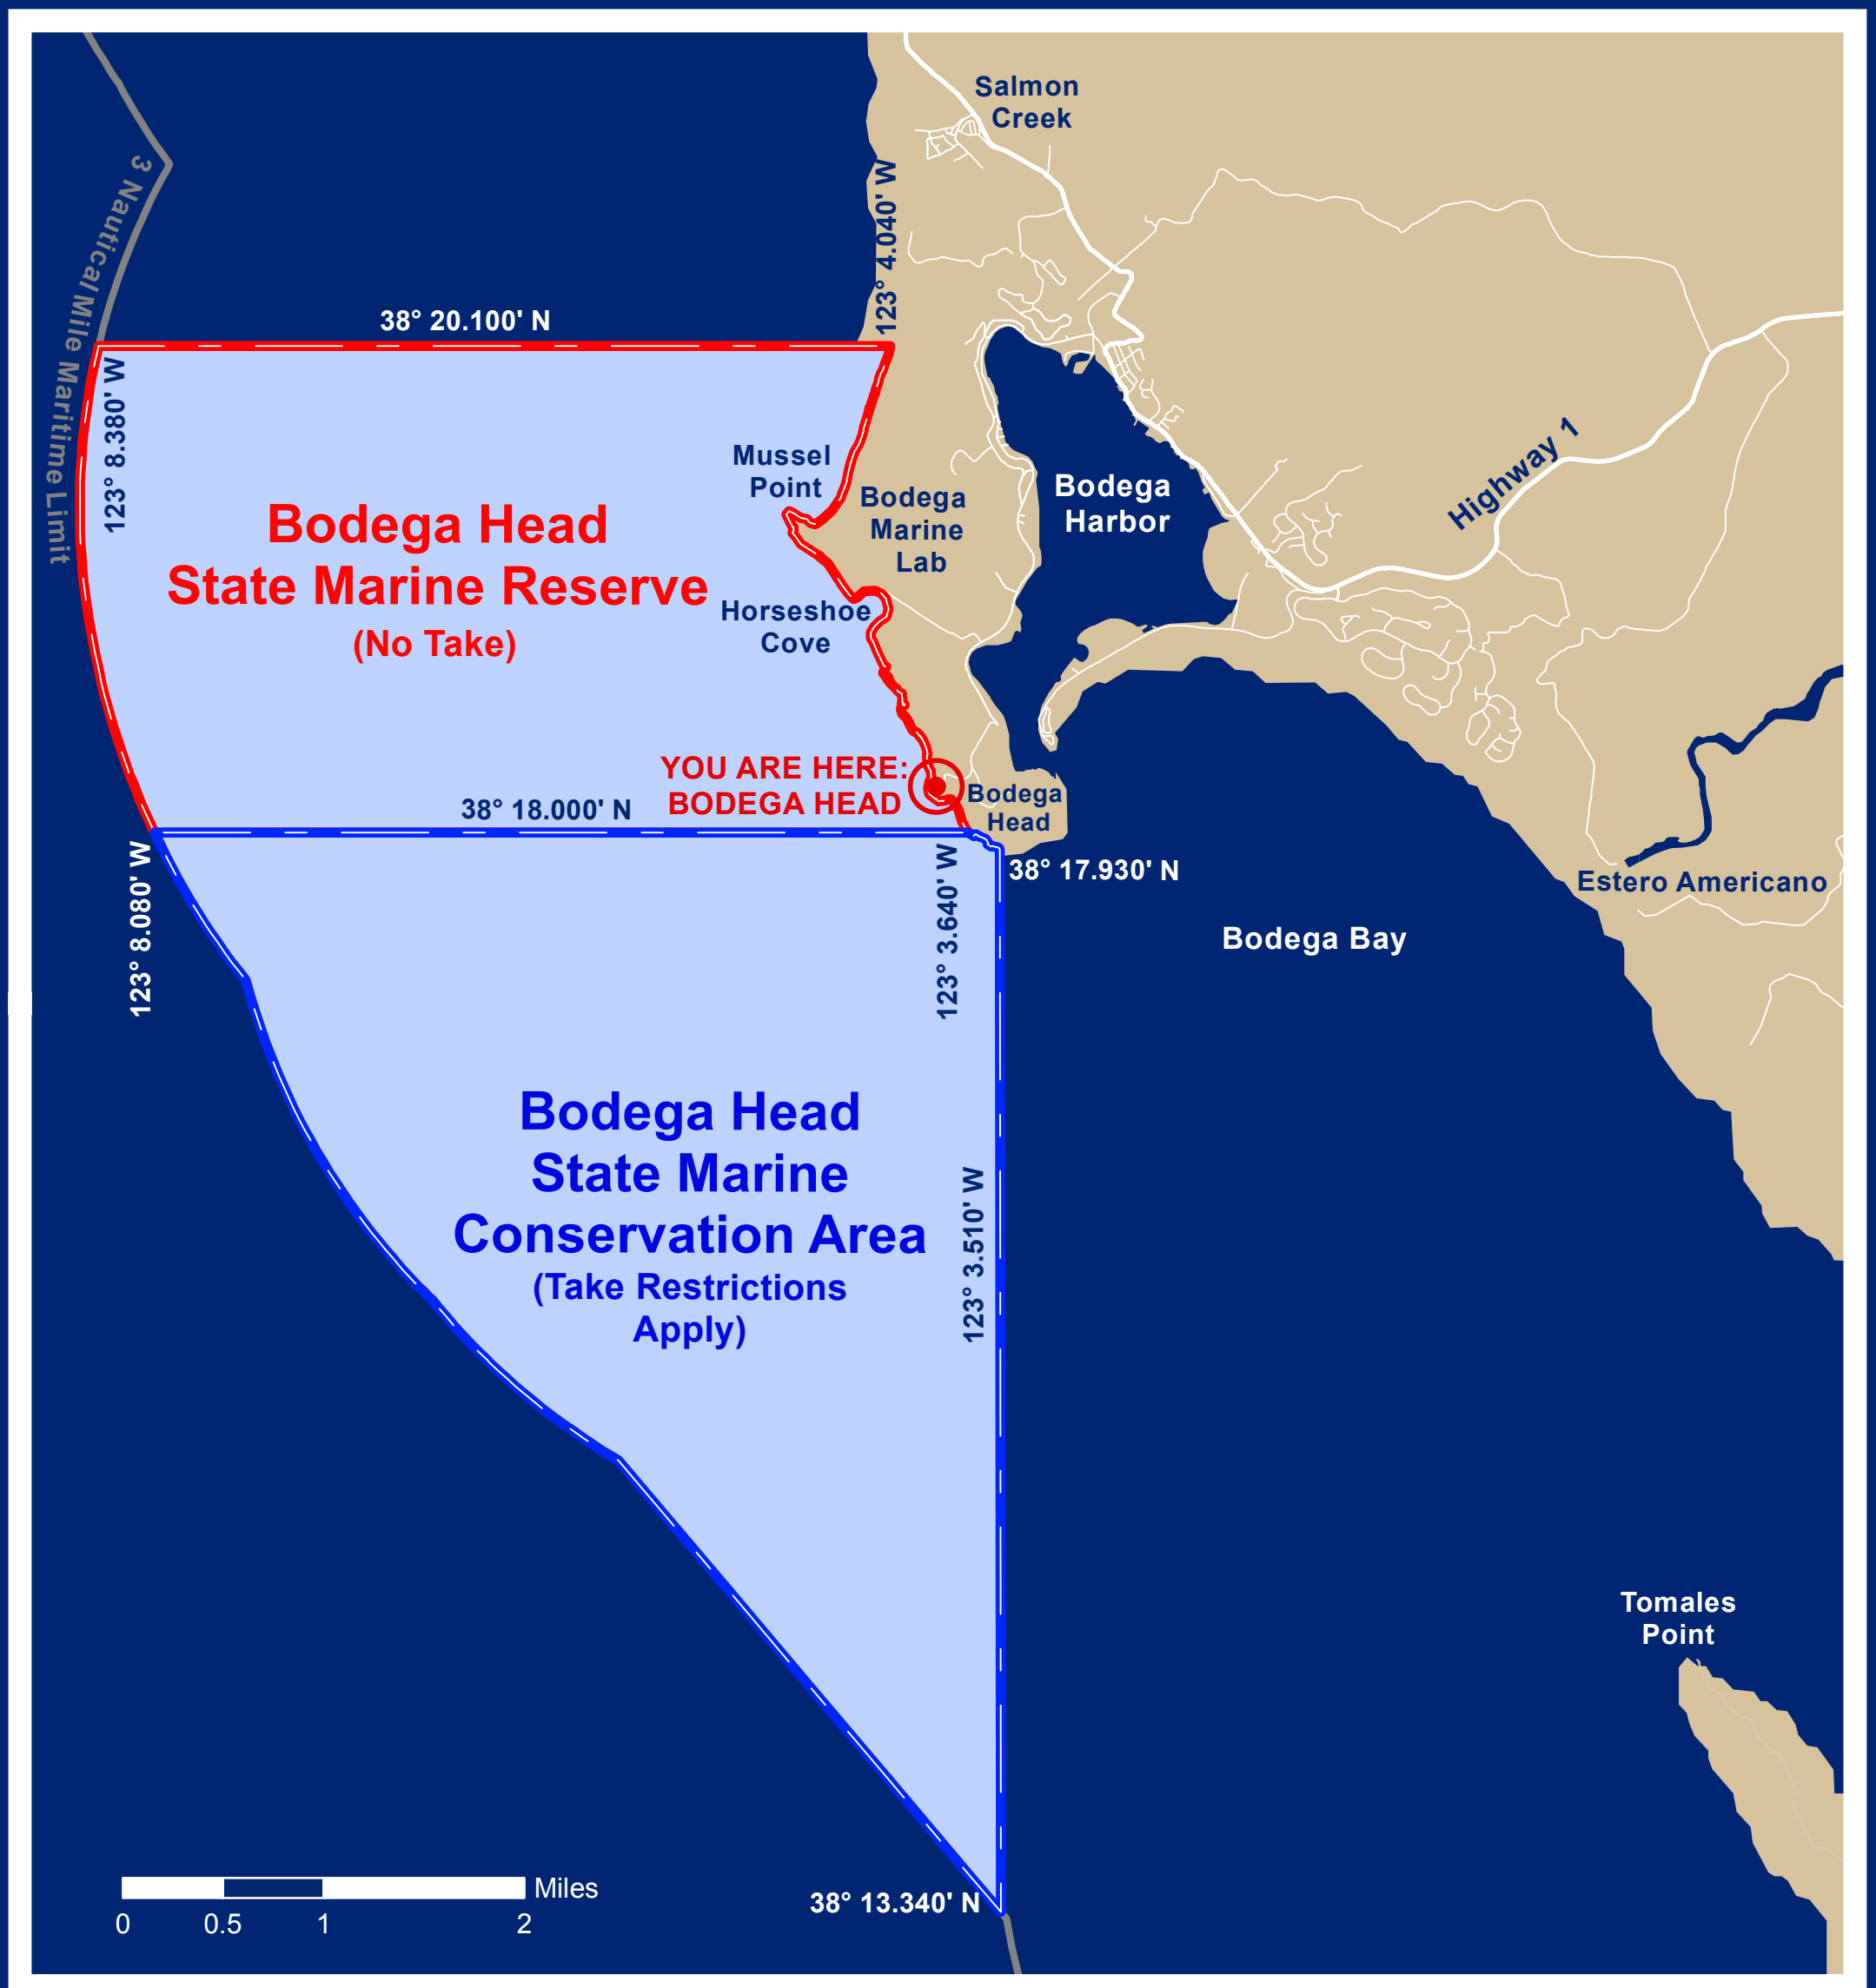 Salmon
Creek
3 Nautical Mile Maritime Limit
123° 4.040' W
38° 20.100' N
123° 8.380' W
Mussel
Point
Bodega
Marine
Lab
Bodega
Harbor
Highway 1
Bodega Head
State Marine Reserve
(No Take)
Horseshoe
Cove
YOU ARE HERE:
BODEGA HEAD
Bodega
Head
38° 18.000' N
123° 8.080' W
123° 3.640' W
38° 17.930' N
Estero Americano
Bodega Bay
Bodega Head
State Marine
Conservation Area
(Take Restrictions
Apply)
123° 3.510' W
Tomales
Point
38° 13.340' N
Miles
0 0.5 1 2